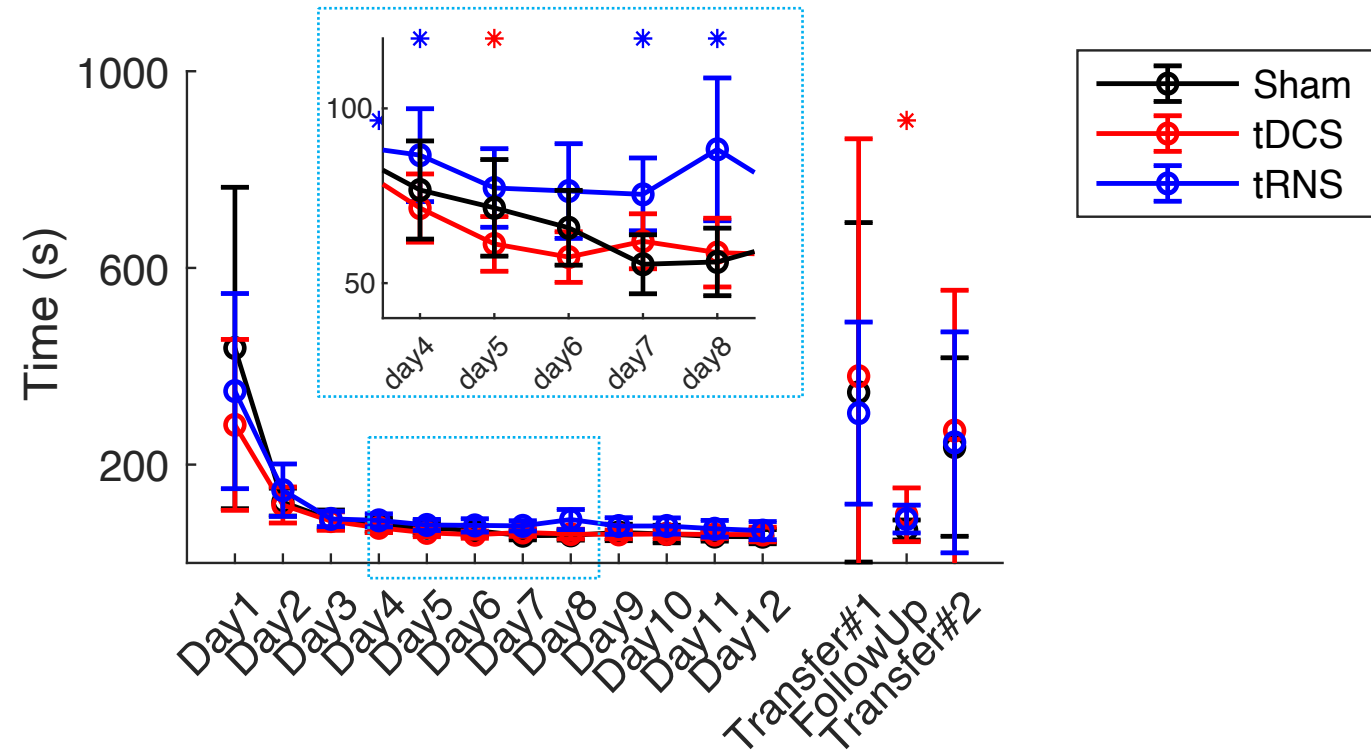 1000
600
200
Time (s)
100
50
day4
day5
day6
day7
day8
Sham
tDCS
tRNS
Day1
Day2
Day3
Day4
Day5
Day6
Day7
Day8
Day9
Day10
Day11
Day12
Transfer#1
FollowUp
Transfer#2